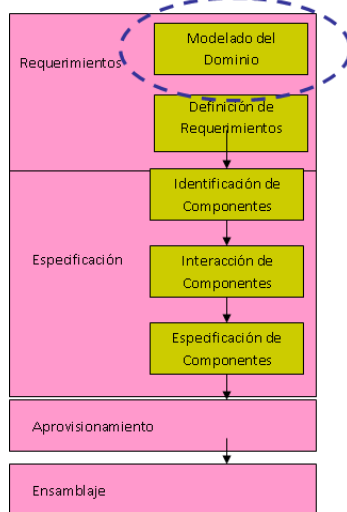 Modelado del
Dominio
Requerimientos
Definición de
Requerimientos
Identificación de
Componentes
Especificación
Interacción de
Componentes
Especificación de
Componentes
Aprovisionamiento
Ensamblaje